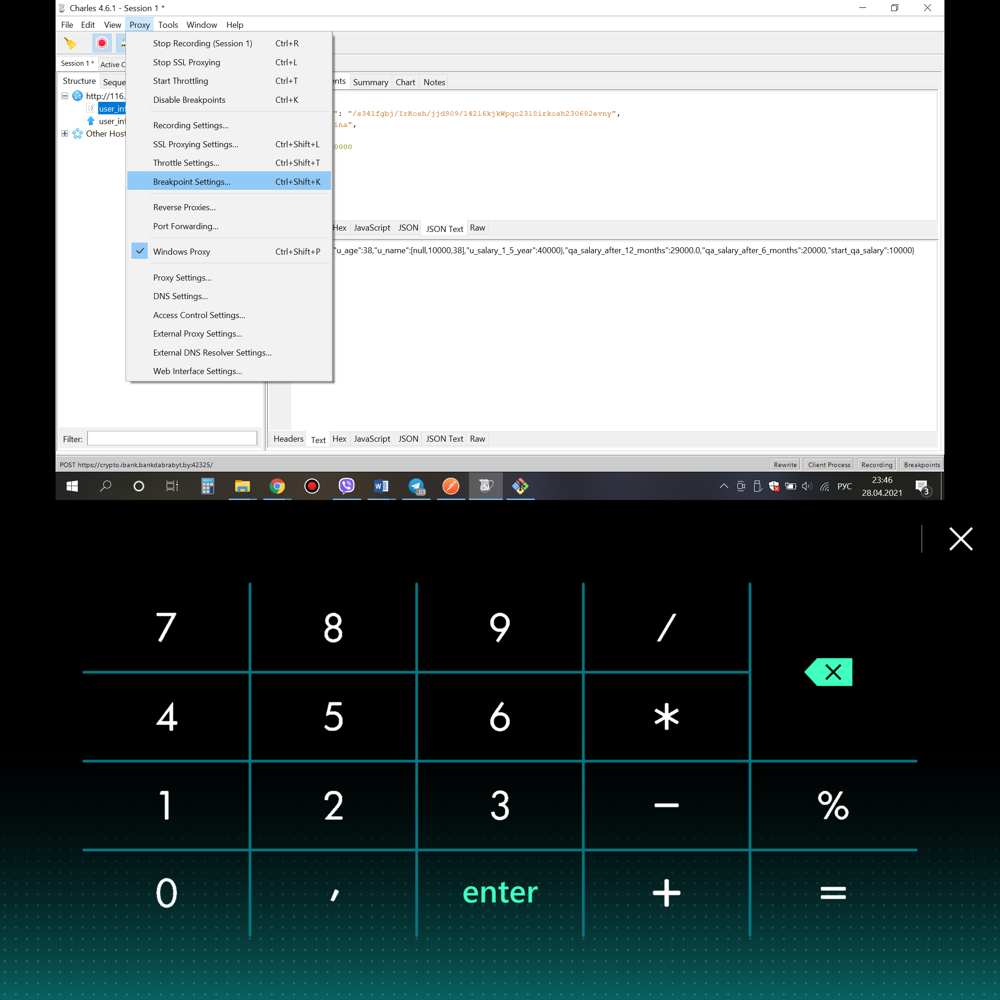 Charles 4.6.1 - Session 1 *
File Edit View Proxy Tools Window Help
Stop Recording (Session 1) Ctrl+R
Stop SSL Proxying Ctrl+L
Start Throttling Ctrl+T
Disable Breakpoints Ctrl+K
Recording Settings...
SSL Proxying Settings... Ctrl+Shift+L
Throttle Settings... Ctrl+Shift+T
Breakpoint Settings... Ctrl+Shift+K
Reverse Proxies...
Port Forwarding...
Windows Proxy Ctrl+Shift+P
Proxy Settings...
DNS Settings...
Access Control Settings...
External Proxy Settings...
External DNS Resolver Settings...
Web Interface Settings...
Session 1 * Active C
Structure Seque
http://116.
user_inf
user_inf
Other Host
Filter:
ents Summary Chart Notes
": "/s34lfgbj/IrKosh/jjd909/14216kjkWpqc2318irkosh230682evny",
ina",
0000
Hex JavaScript JSON JSON Text Raw
"u_age":38,"u_name":[null,10000,38],"u_salary_1_5_year":40000},"qa_salary_after_12_months":29000.0,"qa_salary_after_6_months":20000,"start_qa_salary":10000}
Headers Text Hex JavaScript JSON JSON Text Raw
POST https://crypto.ibank.bankdabrabyt.by:42325/
Rewrite Client Process Recording Breakpoints
..03
РУС
23:46
28.04.2021
3
7 8 9 /
4 5 6 *
1 2 3 − %
0 , enter + =